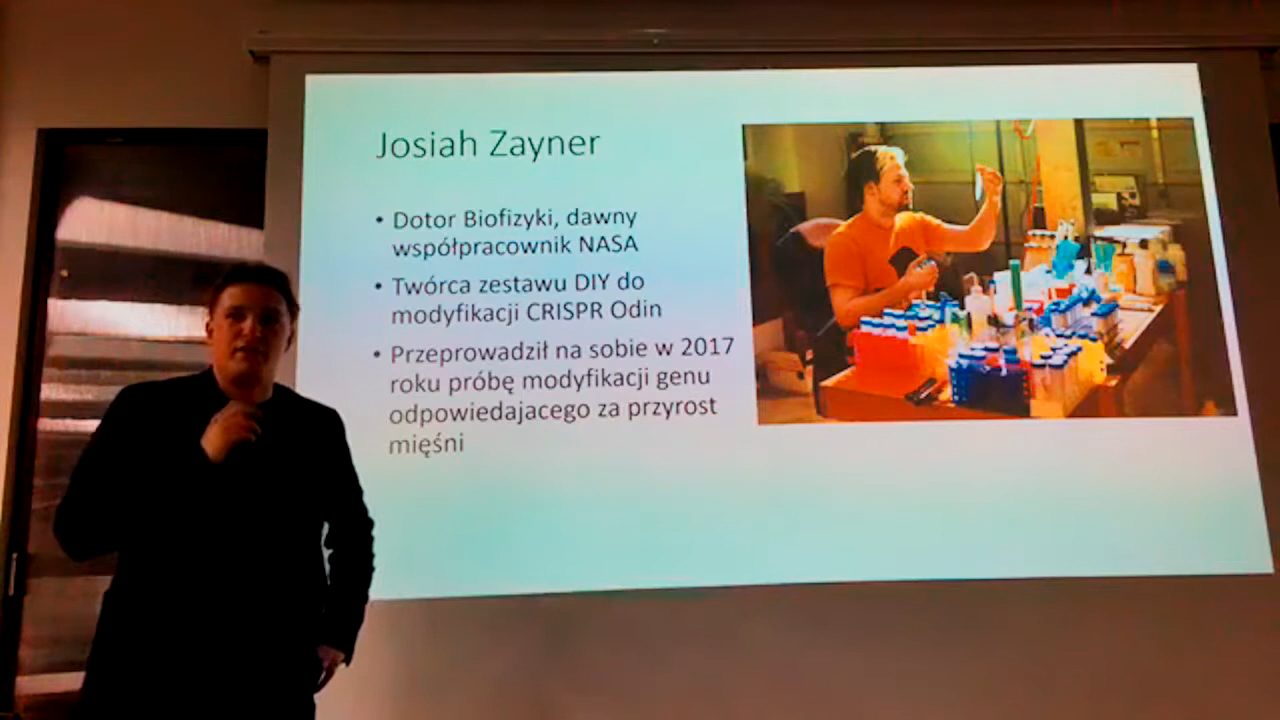 Josiah Zayner
• Dotor Biofizyki, dawny
współpracownik NASA
• Twórca zestawu DIY do
modyfikacji CRISPR Odin
• Przeprowadził na sobie w 2017
roku próbę modyfikacji genu
odpowiedajacego za przyrost
mięśni